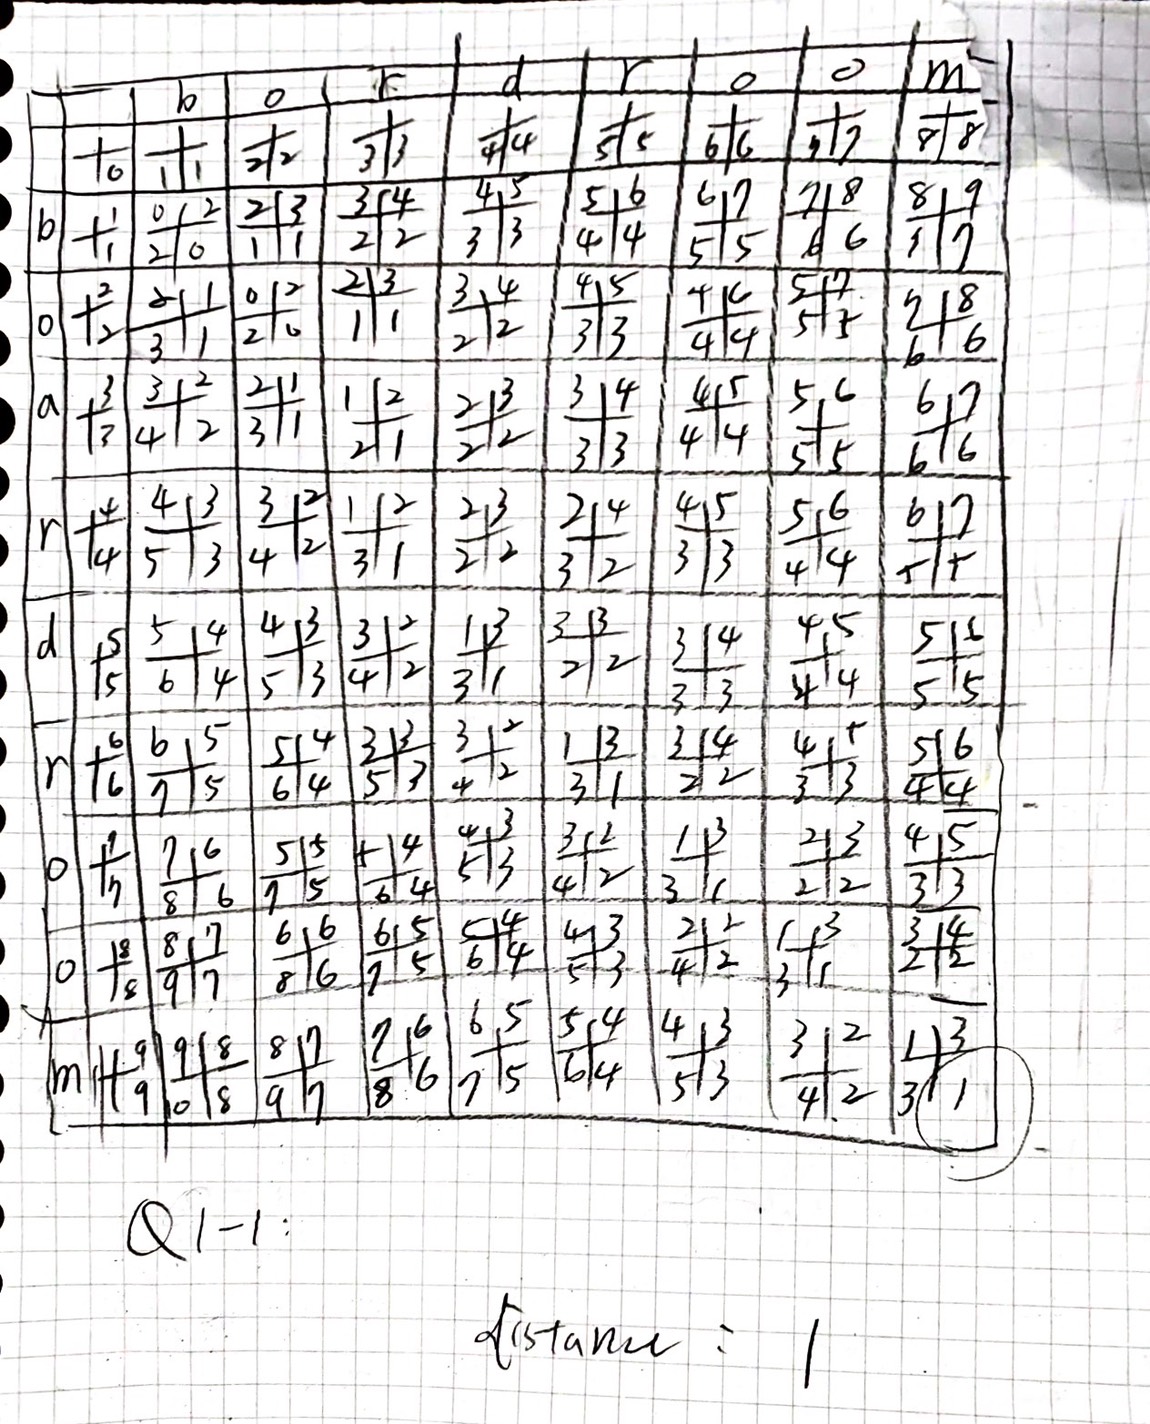 b o r d r o o m
0 1 1 2 2 3 3 4 4 5 5 6 6 7 7 8 8
1 0 2 2 3 3 4 4 5 5 6 6 7 7 8 8 9
b 1 2 0 1 1 2 2 3 3 4 4 5 5 6 6 7 7
2 2 1 0 2 2 3 3 4 4 5 4 6 5 7 7 8
o 2 3 1 2 0 1 1 2 2 3 3 4 4 5 5 6 6
a 3 3 2 2 1 1 2 2 3 3 4 4 5 5 6 6 7
3 4 2 3 1 2 1 2 2 3 3 4 4 5 5 6 6
r 4 4 3 3 2 1 2 2 3 2 4 4 5 5 6 6 7
4 5 3 4 2 3 1 2 2 3 2 3 3 4 4 5 5
d 5 5 4 4 3 3 2 1 3 3 3 3 4 4 5 5 6
5 6 4 5 3 4 2 3 1 2 2 3 3 4 4 5 5
r 6 6 5 5 4 3 3 3 2 1 3 3 4 4 5 5 6
6 7 5 6 4 5 3 4 2 3 1 2 2 3 3 4 4
o 7 7 6 5 5 5 4 4 3 3 2 1 3 2 3 4 5
7 8 6 7 5 6 4 5 3 4 2 3 1 2 2 3 3
o 8 8 7 6 6 6 5 5 4 4 3 2 2 1 3 3 4
8 9 7 8 6 7 5 6 4 5 3 4 2 3 1 2 2
m 9 9 8 8 7 7 6 6 5 5 4 4 3 3 2 1 3
9 10 8 9 7 8 6 7 5 6 4 5 3 4 2 3 1
Q1-1:
distance: 1